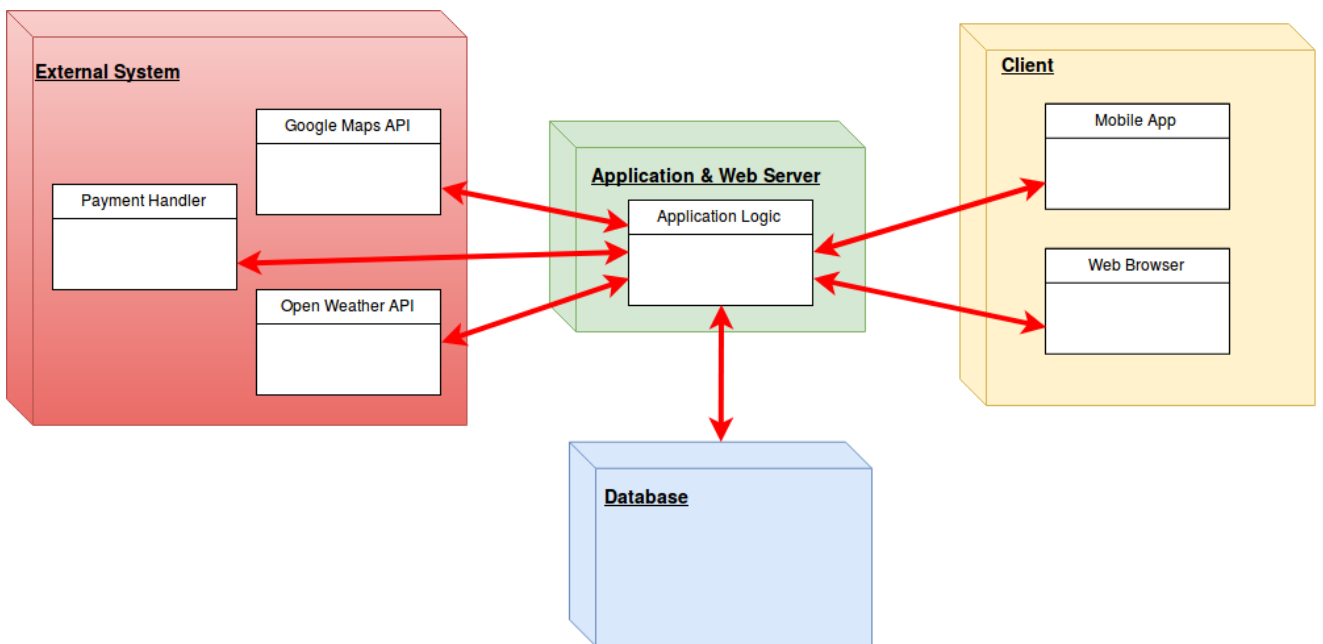 External System
Google Maps API
Payment Handler
Open Weather API
Application & Web Server
Application Logic
Client
Mobile App
Web Browser
Database